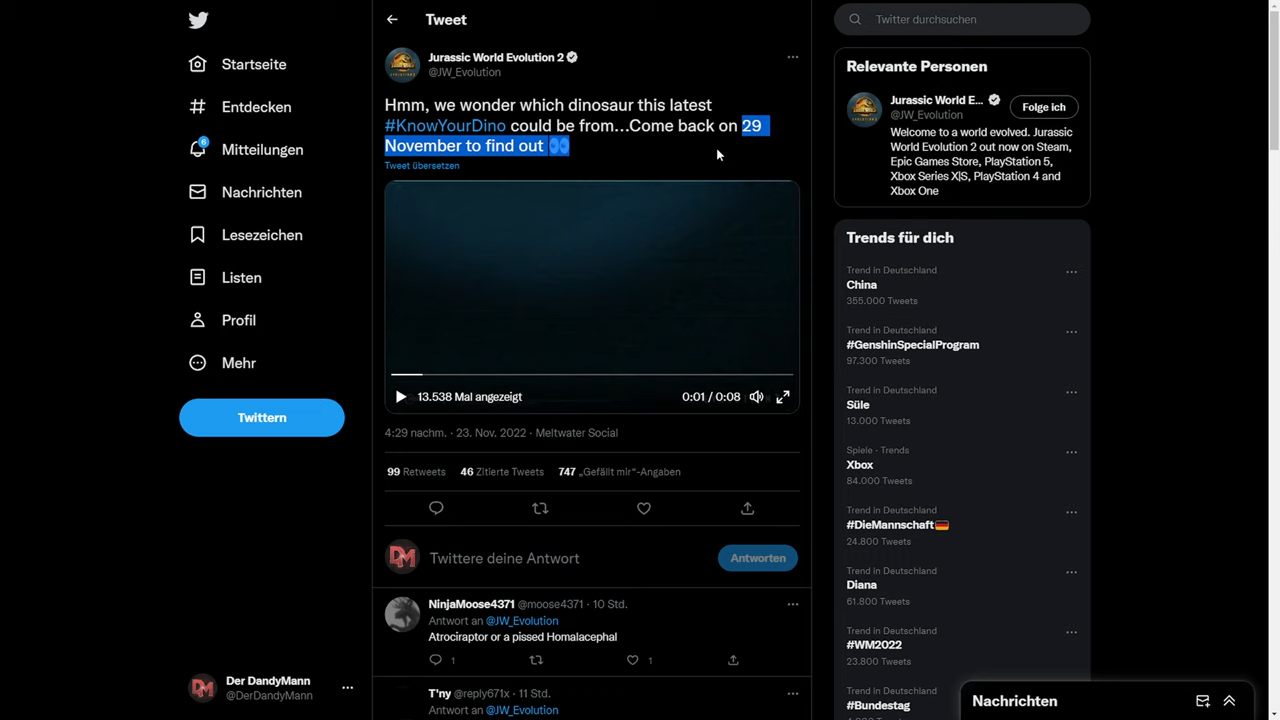 Startseite
Entdecken
6
Mitteilungen
Nachrichten
Lesezeichen
Listen
Profil
Mehr
Twittern
Der DandyMann
@DerDandyMann
Tweet
Jurassic World Evolution 2
@JW_Evolution
Hmm, we wonder which dinosaur this latest
#KnowYourDino could be from...Come back on 29
November to find out 👀
Tweet übersetzen
13.538 Mal angezeigt
0:01 / 0:08
4:29 nachm. · 23. Nov. 2022 · Meltwater Social
99 Retweets 46 Zitierte Tweets 747 „Gefällt mir“-Angaben
DM
Twittere deine Antwort
Antworten
NinjaMoose4371 @moose4371 · 10 Std.
Antwort an @JW_Evolution
Atrociraptor or a pissed Homalacephal
1
1
T'ny @reply671x · 11 Std.
Antwort an @JW_Evolution
Twitter durchsuchen
Relevante Personen
Jurassic World E...
@JW_Evolution
Folge ich
Welcome to a world evolved. Jurassic
World Evolution 2 out now on Steam,
Epic Games Store, PlayStation 5,
Xbox Series X|S, PlayStation 4 and
Xbox One
Trends für dich
Trend in Deutschland
China
355.000 Tweets
Trend in Deutschland
#GenshinSpecialProgram
97.300 Tweets
Trend in Deutschland
Süle
13.000 Tweets
Spiele · Trends
Xbox
84.000 Tweets
Trend in Deutschland
#DieMannschaft🇩🇪
24.800 Tweets
Trend in Deutschland
Diana
61.800 Tweets
Trend in Deutschland
#WM2022
23.800 Tweets
Trend in Deutschland
#Bundestag
Nachrichten